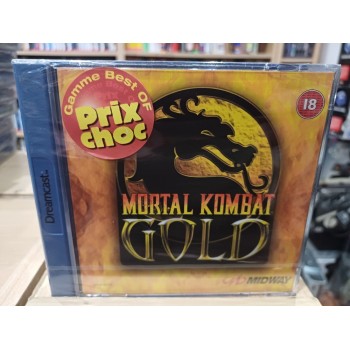 Gamme Best OF
prix
choc
18
Dreamcast
MORTAL KOMBAT
GOLD
MIDWAY